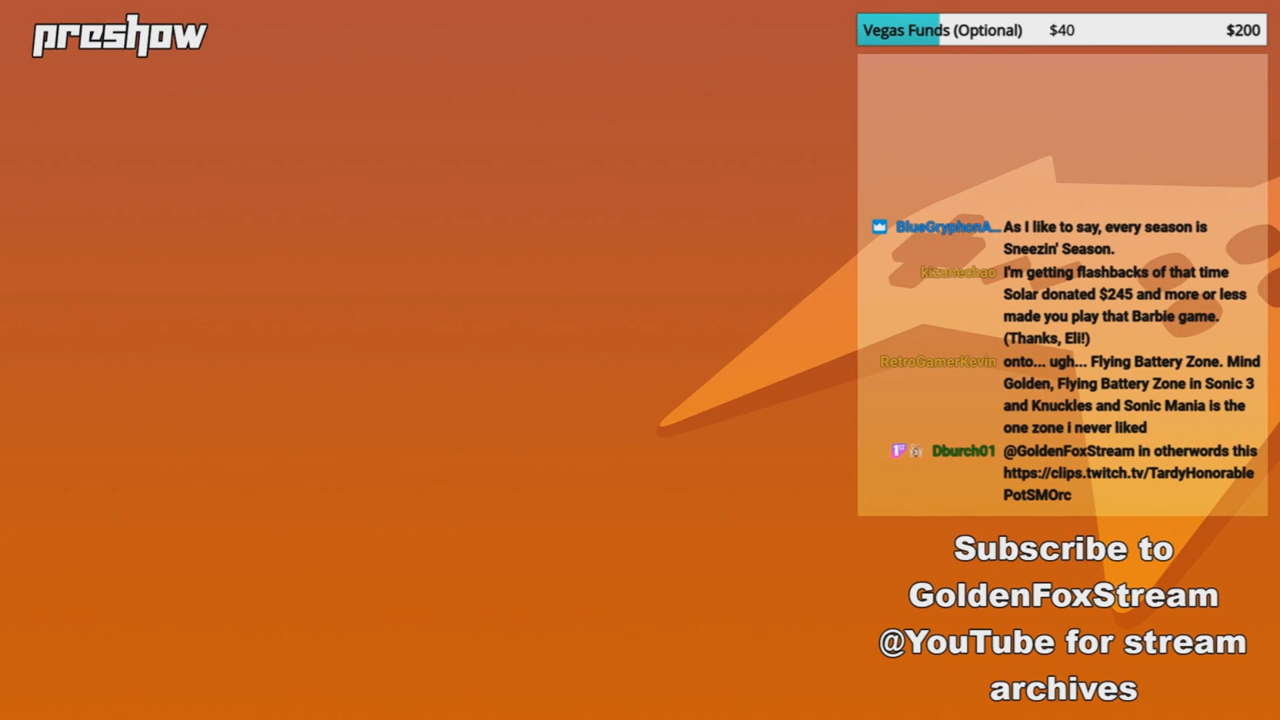 preshow
Vegas Funds (Optional) $40 $200
BlueGryphonA... As I like to say, every season is
Sneezin' Season.
kizunechao I'm getting flashbacks of that time
Solar donated $245 and more or less
made you play that Barbie game.
(Thanks, Eli!)
RetroGamerKevin onto... ugh... Flying Battery Zone. Mind
Golden, Flying Battery Zone in Sonic 3
and Knuckles and Sonic Mania is the
one zone i never liked
Dburch01 @GoldenFoxStream in otherwords this
https://clips.twitch.tv/TardyHonorable
PotSMOrc
Subscribe to
GoldenFoxStream
@YouTube for stream
archives